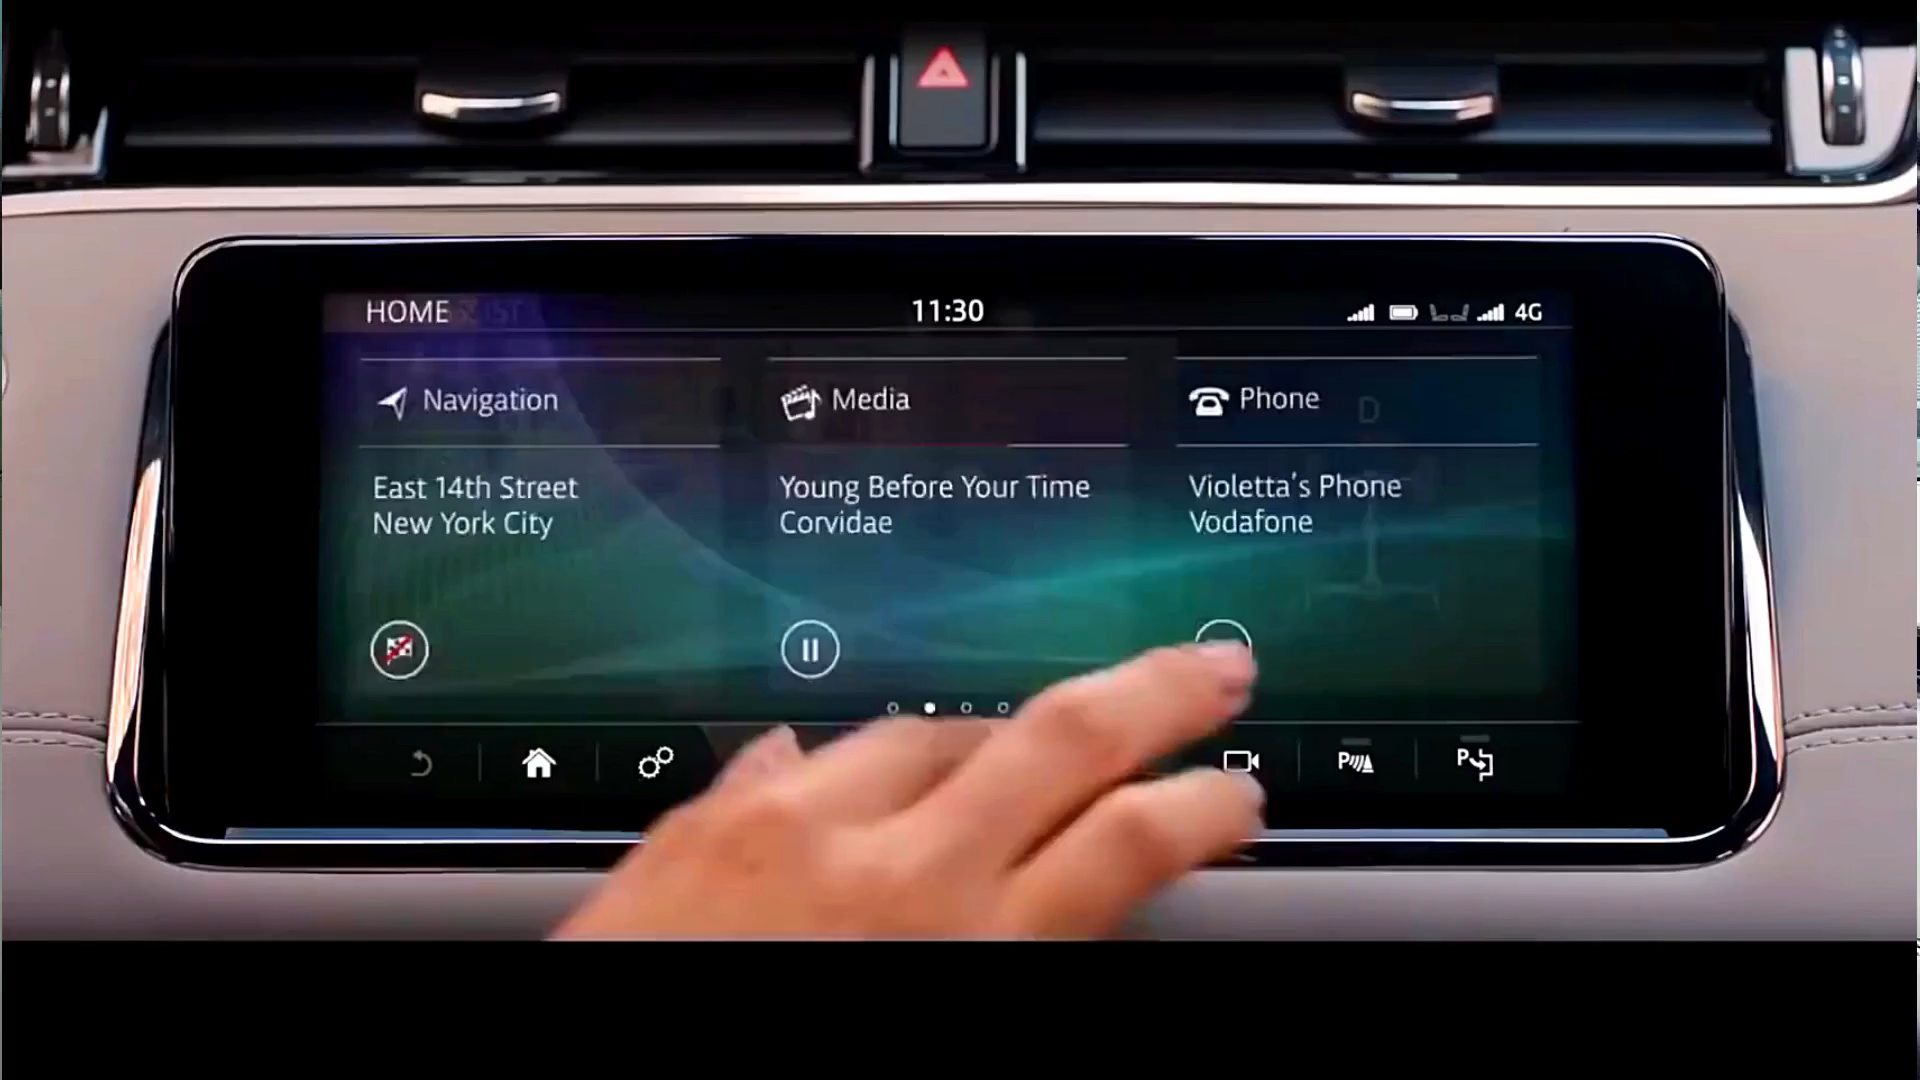 HOME
11:30
4G
Navigation
Media
Phone
D
East 14th Street
New York City
Young Before Your Time
Corvidae
Violetta's Phone
Vodafone
P
P